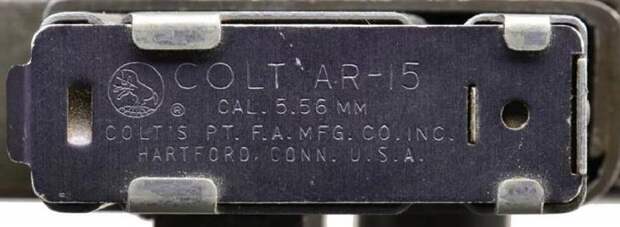 COLT AR-15
® CAL. 5.56 MM
COLT'S PT. F.A. MFG. CO. INC.
HARTFORD, CONN. U.S.A.